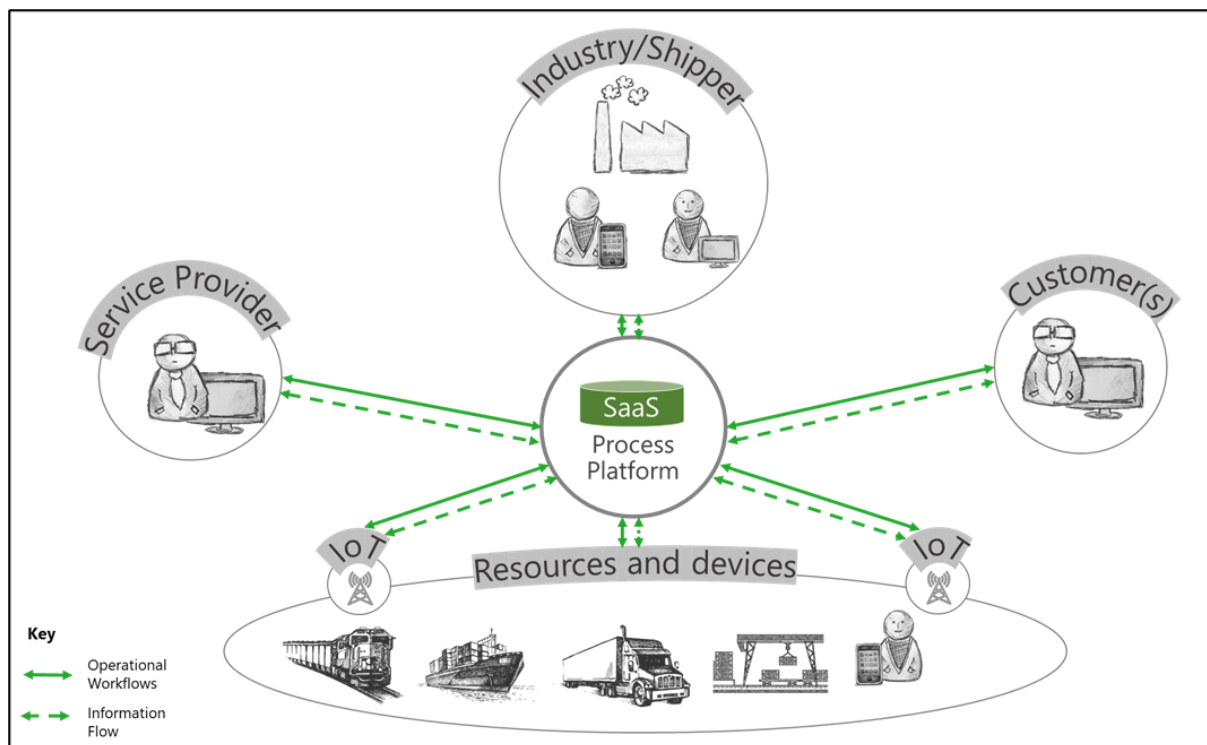 Industry/Shipper
Service Provider
Customer(s)
SaaS
Process
Platform
IoT
IoT
Resources and devices
Key
Operational
Workflows
Information
Flow